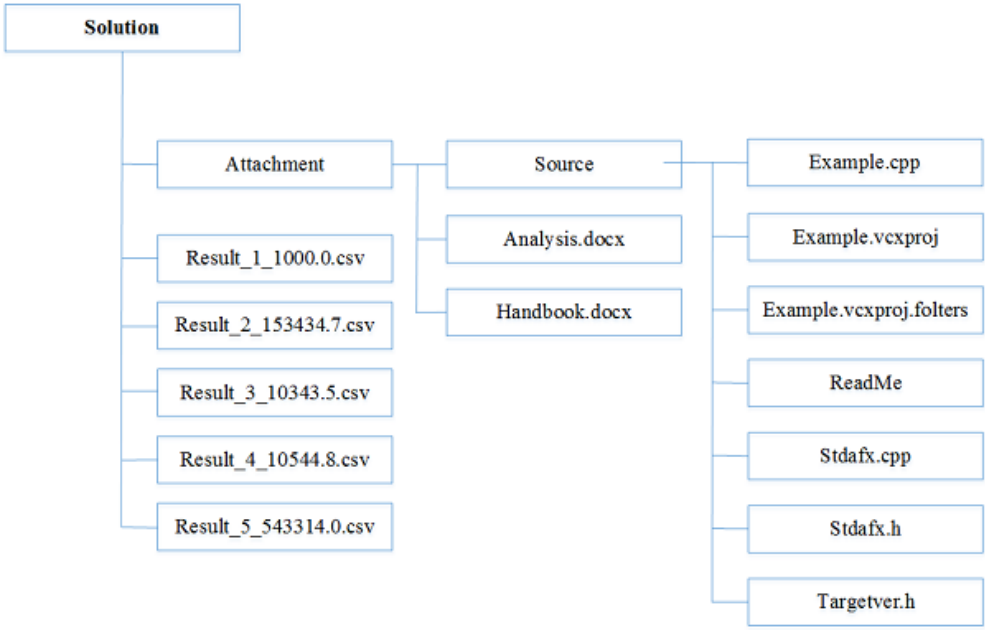 Solution
Attachment
Source
Example.cpp
Analysis.docx
Example.vcxproj
Result_1_1000.0.csv
Handbook.docx
Example.vcxproj.folters
Result_2_153434.7.csv
ReadMe
Result_3_10343.5.csv
Stdafx.cpp
Result_4_10544.8.csv
Stdafx.h
Result_5_543314.0.csv
Targetver.h